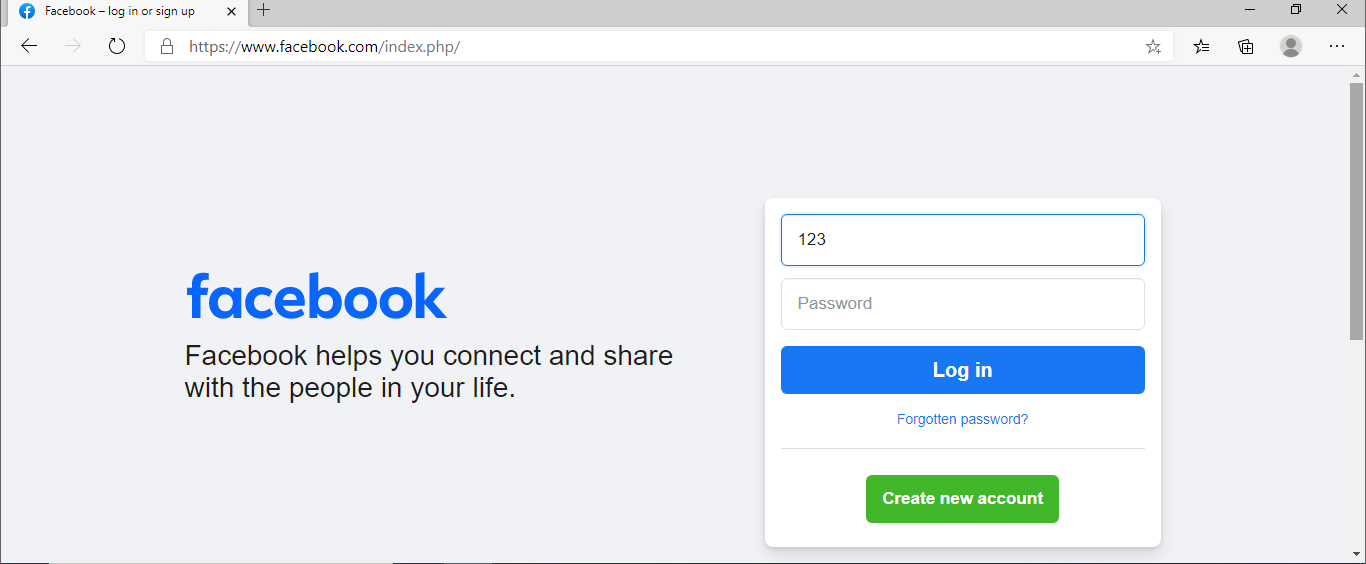 Facebook – log in or sign up
https://www.facebook.com/index.php/
123
facebook
Password
Facebook helps you connect and share
with the people in your life.
Log in
Forgotten password?
Create new account